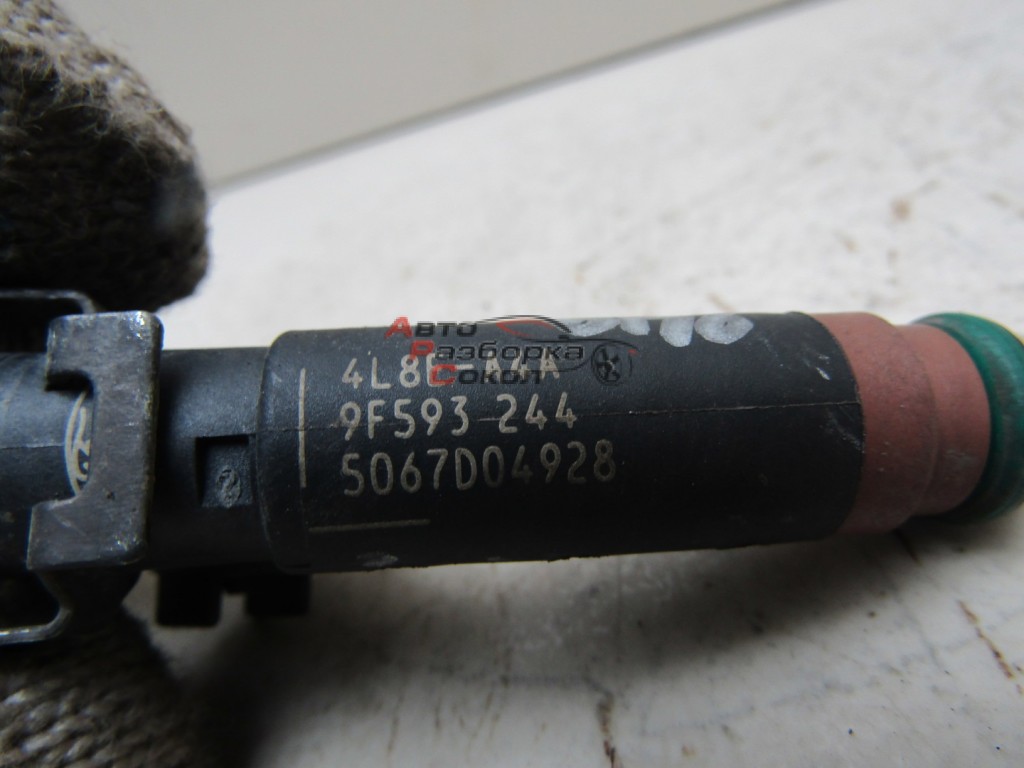 Авто
Разборка
Сокол
4L8E-A4A
9F593 244
5067D04928